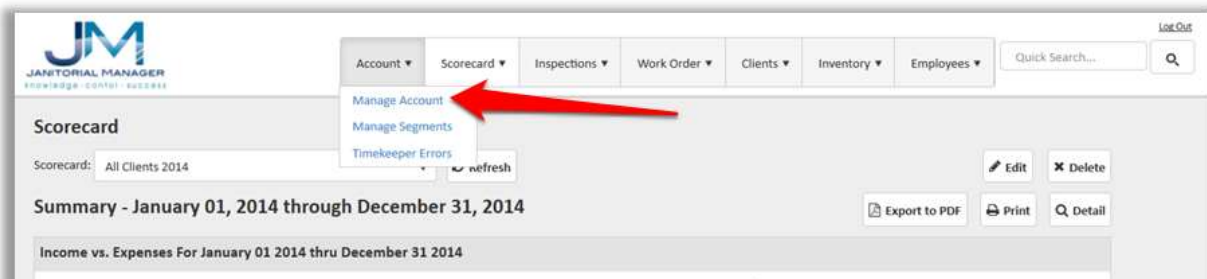 Log Out
JM
JANITORIAL MANAGER
knowledge · contol · success
Account ▾ Scorecard ▾ Inspections ▾ Work Order ▾ Clients ▾ Inventory ▾ Employees ▾ Quick Search...
Manage Account
Manage Segments
Timekeeper Errors
Scorecard
Scorecard: All Clients 2014 Refresh Edit Delete
Summary - January 01, 2014 through December 31, 2014 Export to PDF Print Detail
Income vs. Expenses For January 01 2014 thru December 31 2014